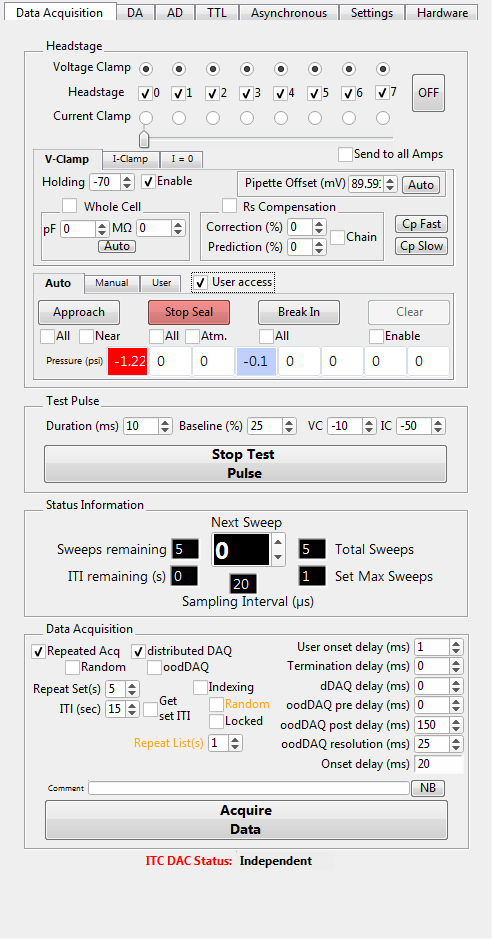 Data Acquisition DA AD TTL Asynchronous Settings Hardware
Headstage
Voltage Clamp
Headstage 0 1 2 3 4 5 6 7 OFF
Current Clamp
V-Clamp I-Clamp I = 0 Send to all Amps
Holding -70 Enable Pipette Offset (mV) 89.59 Auto
Whole Cell Rs Compensation
pF 0 MΩ 0 Correction (%) 0 Chain Cp Fast
Auto Prediction (%) 0 Cp Slow
Auto Manual User User access
Approach Stop Seal Break In Clear
All Near All Atm. All Enable
Pressure (psi) -1.22 0 0 -0.1 0 0 0 0
Test Pulse
Duration (ms) 10 Baseline (%) 25 VC -10 IC -50
Stop Test
Pulse
Status Information
Next Sweep
Sweeps remaining 5 0 5 Total Sweeps
ITI remaining (s) 0 20 1 Set Max Sweeps
Sampling Interval (µs)
Data Acquisition
Repeated Acq distributed DAQ User onset delay (ms) 1
Random oodDAQ Termination delay (ms) 0
Repeat Set(s) 5 Indexing dDAQ delay (ms) 0
ITI (sec) 15 Get set ITI Random oodDAQ pre delay (ms) 0
Locked oodDAQ post delay (ms) 150
Repeat List(s) 1 oodDAQ resolution (ms) 25
Onset delay (ms) 20
Comment NB
Acquire
Data
ITC DAC Status: Independent